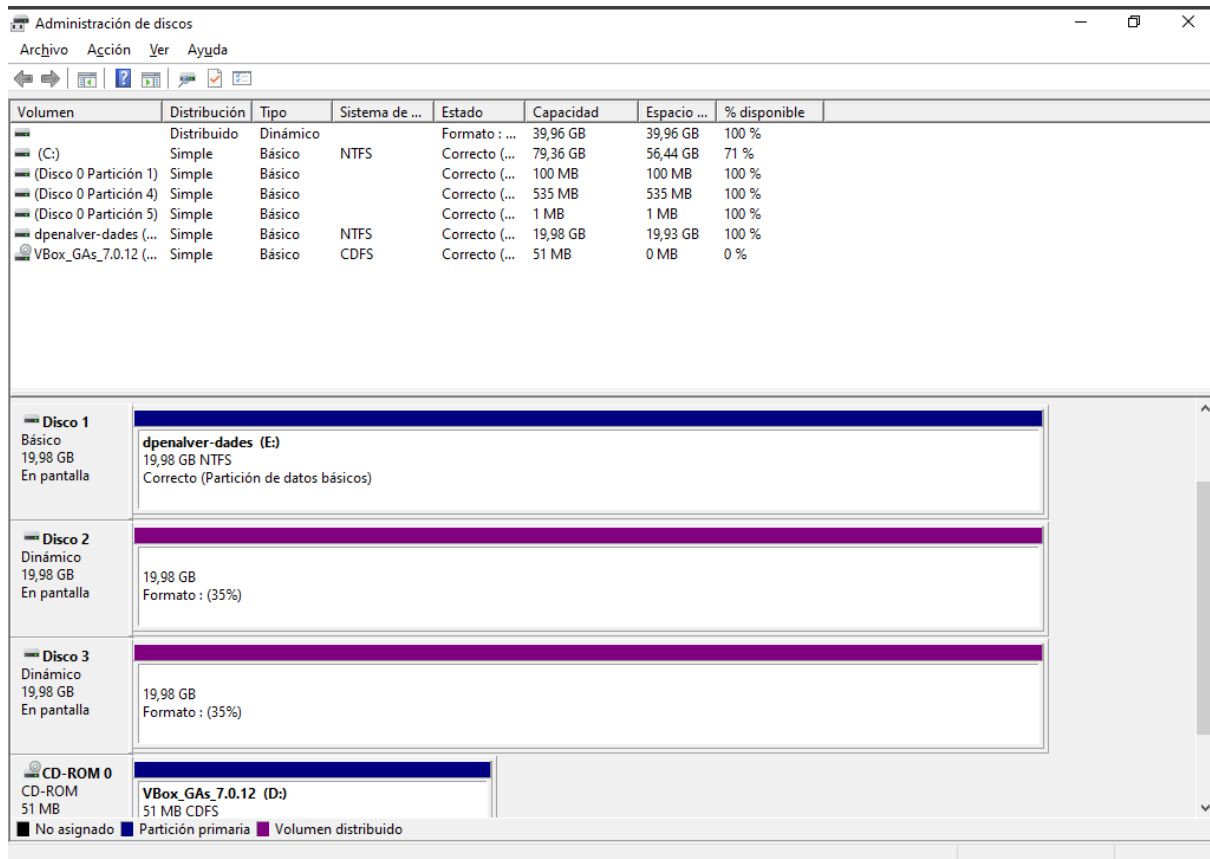 Administración de discos
Archivo Acción Ver Ayuda
Volumen Distribución Tipo Sistema de ... Estado Capacidad Espacio ... % disponible
Distribuido Dinámico Formato : ... 39,96 GB 39,96 GB 100 %
(C:) Simple Básico NTFS Correcto (... 79,36 GB 56,44 GB 71 %
(Disco 0 Partición 1) Simple Básico Correcto (... 100 MB 100 MB 100 %
(Disco 0 Partición 4) Simple Básico Correcto (... 535 MB 535 MB 100 %
(Disco 0 Partición 5) Simple Básico Correcto (... 1 MB 1 MB 100 %
dpenalver-dades (... Simple Básico NTFS Correcto (... 19,98 GB 19,93 GB 100 %
VBox_GAs_7.0.12 (... Simple Básico CDFS Correcto (... 51 MB 0 MB 0 %
Disco 1
Básico
19,98 GB
En pantalla
dpenalver-dades (E:)
19,98 GB NTFS
Correcto (Partición de datos básicos)
Disco 2
Dinámico
19,98 GB
En pantalla
19,98 GB
Formato : (35%)
Disco 3
Dinámico
19,98 GB
En pantalla
19,98 GB
Formato : (35%)
CD-ROM 0
CD-ROM
51 MB
VBox_GAs_7.0.12 (D:)
51 MB CDFS
No asignado Partición primaria Volumen distribuido